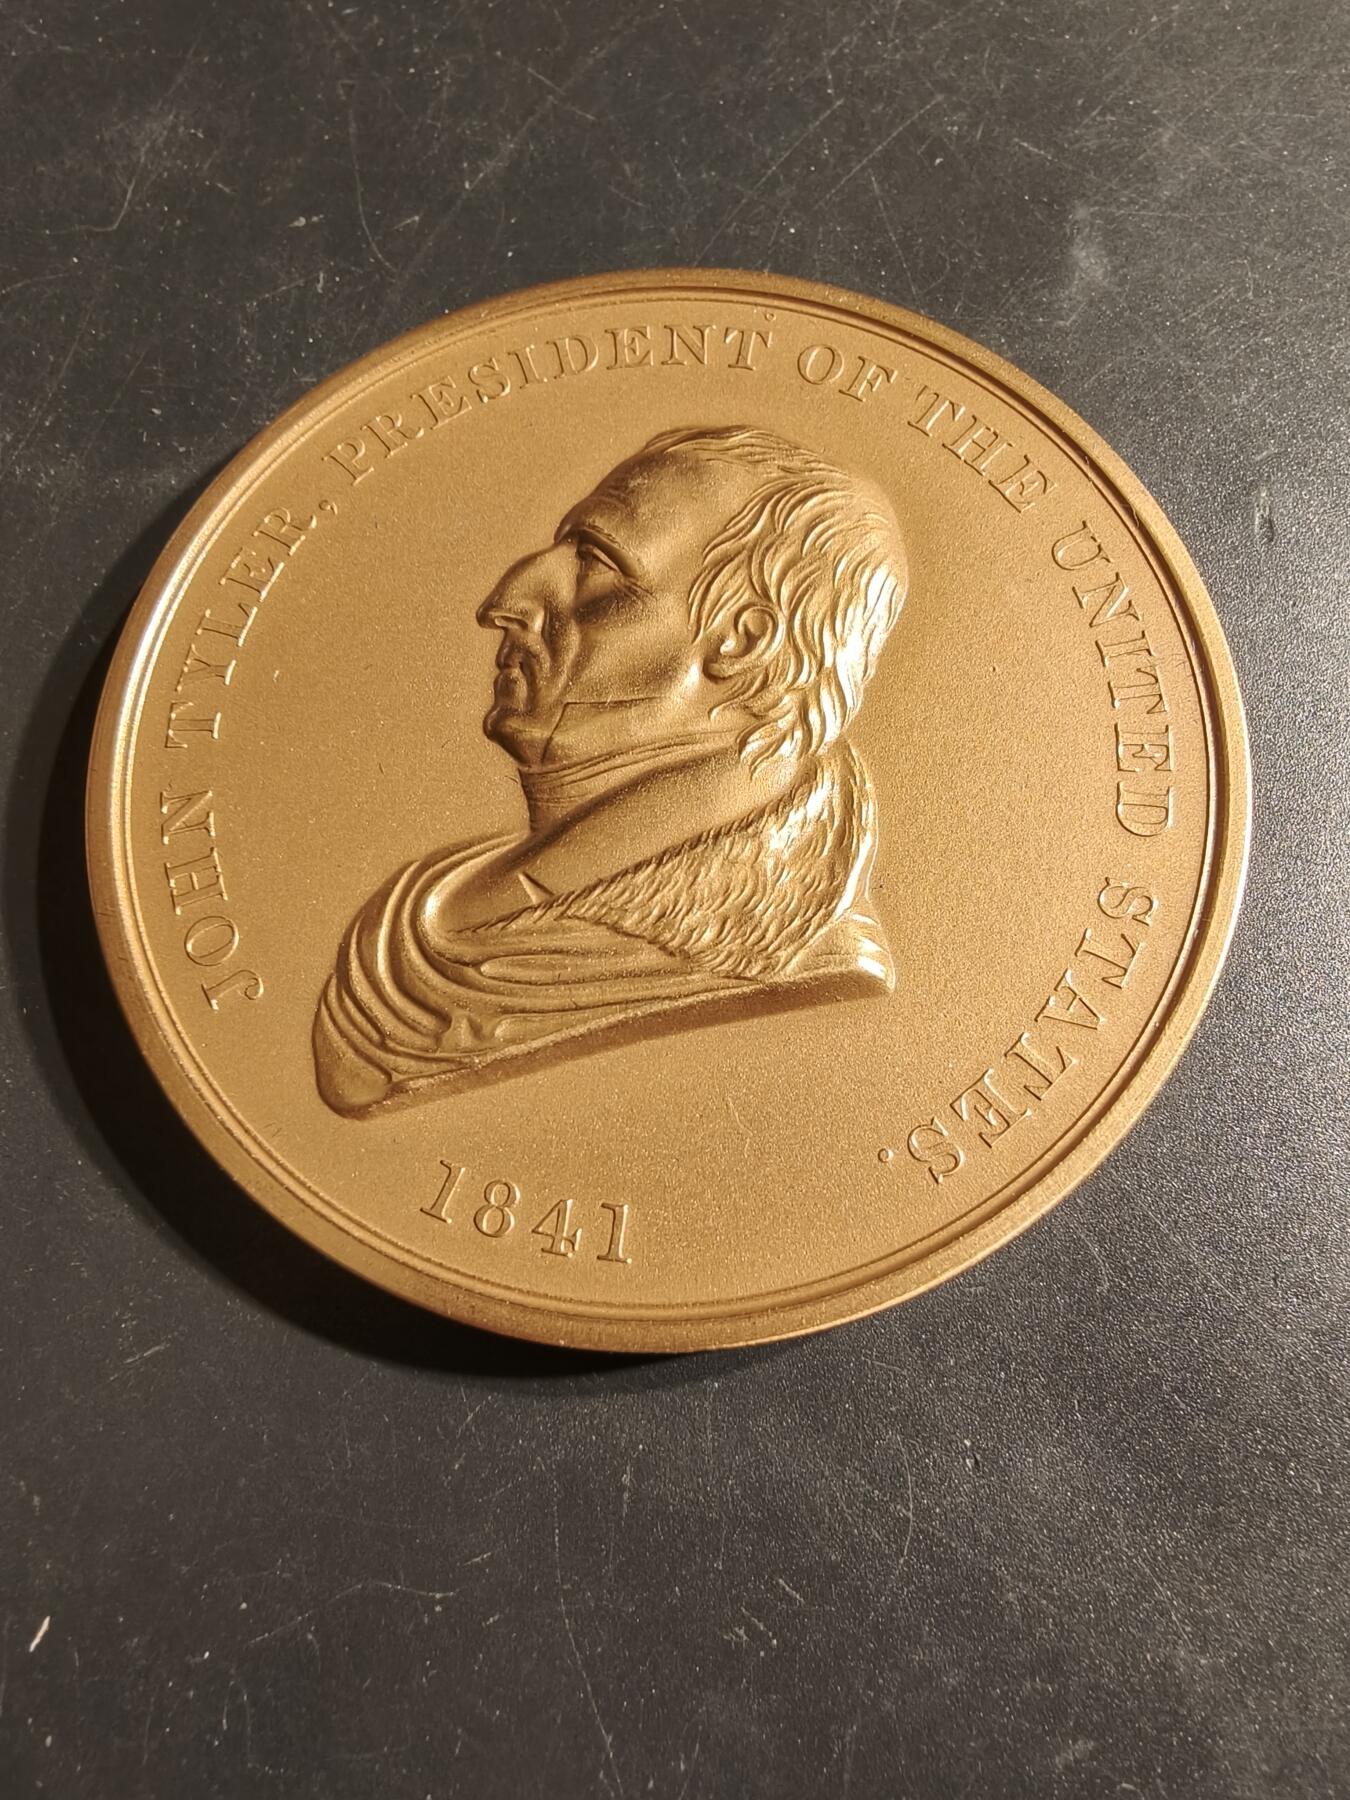 JOHN TYLER, PRESIDENT OF THE UNITED STATES.
1841